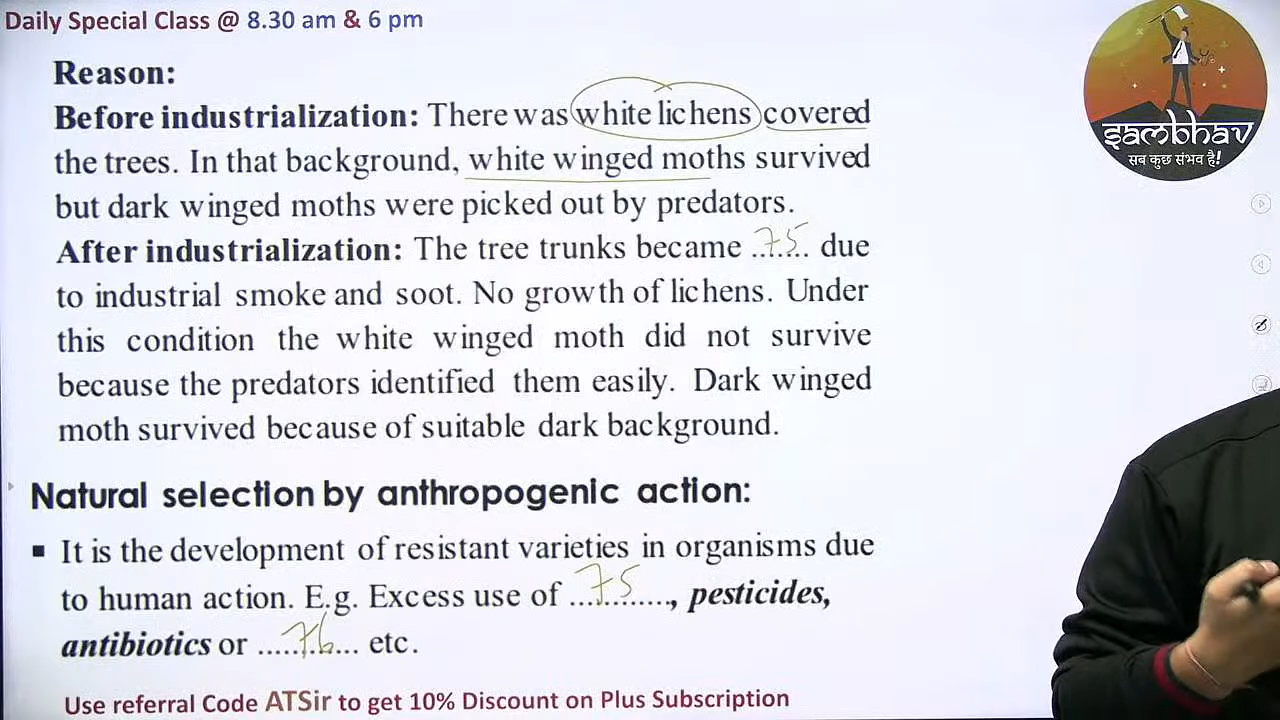 Daily Special Class @ 8.30 am & 6 pm
Reason:
Before industrialization: There was white lichens covered
the trees. In that background, white winged moths survived
but dark winged moths were picked out by predators.
After industrialization: The tree trunks became ..75.. due
to industrial smoke and soot. No growth of lichens. Under
this condition the white winged moth did not survive
because the predators identified them easily. Dark winged
moth survived because of suitable dark background.
Natural selection by anthropogenic action:
▪ It is the development of resistant varieties in organisms due
to human action. E.g. Excess use of ...75......, pesticides,
antibiotics or ....76.... etc.
Use referral Code ATSir to get 10% Discount on Plus Subscription
sambhav
सब कुछ संभव है!